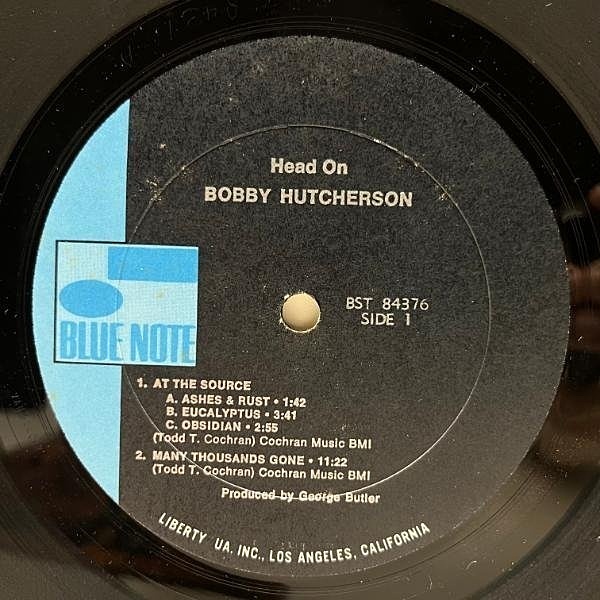 Head On
BOBBY HUTCHERSON
BST 84376
SIDE 1
BLUE NOTE
1. AT THE SOURCE
A. ASHES & RUST • 1:42
B. EUCALYPTUS • 3:41
C. OBSIDIAN • 2:55
(Todd T. Cochran) Cochran Music BMI
2. MANY THOUSANDS GONE • 11:22
(Todd T. Cochran) Cochran Music BMI
Produced by George Butler
LIBERTY UA, INC., LOS ANGELES, CALIFORNIA